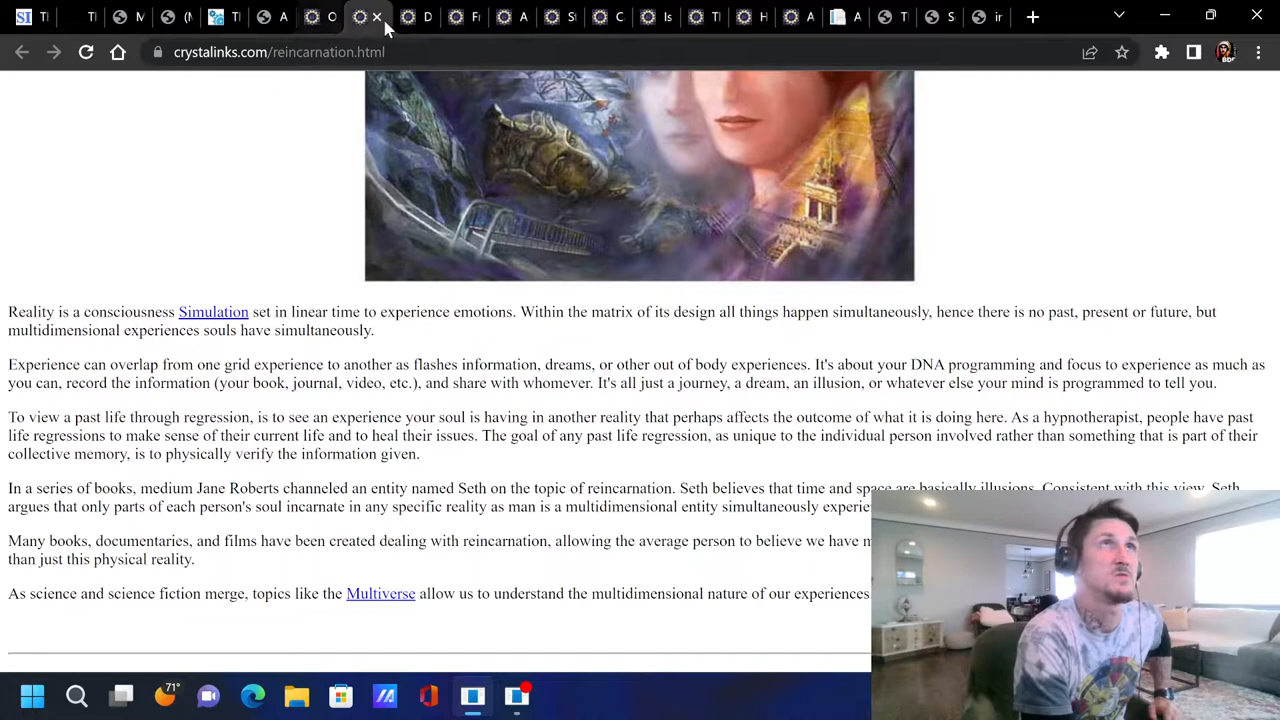 SI
crystalinks.com/reincarnation.html
BDF
Reality is a consciousness Simulation set in linear time to experience emotions. Within the matrix of its design all things happen simultaneously, hence there is no past, present or future, but
multidimensional experiences souls have simultaneously.
Experience can overlap from one grid experience to another as flashes information, dreams, or other out of body experiences. It's about your DNA programming and focus to experience as much as
you can, record the information (your book, journal, video, etc.), and share with whomever. It's all just a journey, a dream, an illusion, or whatever else your mind is programmed to tell you.
To view a past life through regression, is to see an experience your soul is having in another reality that perhaps affects the outcome of what it is doing here. As a hypnotherapist, people have past
life regressions to make sense of their current life and to heal their issues. The goal of any past life regression, as unique to the individual person involved rather than something that is part of their
collective memory, is to physically verify the information given.
In a series of books, medium Jane Roberts channeled an entity named Seth on the topic of reincarnation. Seth believes that time and space are basically illusions. Consistent with this view, Seth
argues that only parts of each person's soul incarnate in any specific reality as man is a multidimensional entity simultaneously
Many books, documentaries, and films have been created dealing with reincarnation, allowing the average person to believe we have
than just this physical reality.
As science and science fiction merge, topics like the Multiverse allow us to understand the multidimensional nature of our experiences.
71°